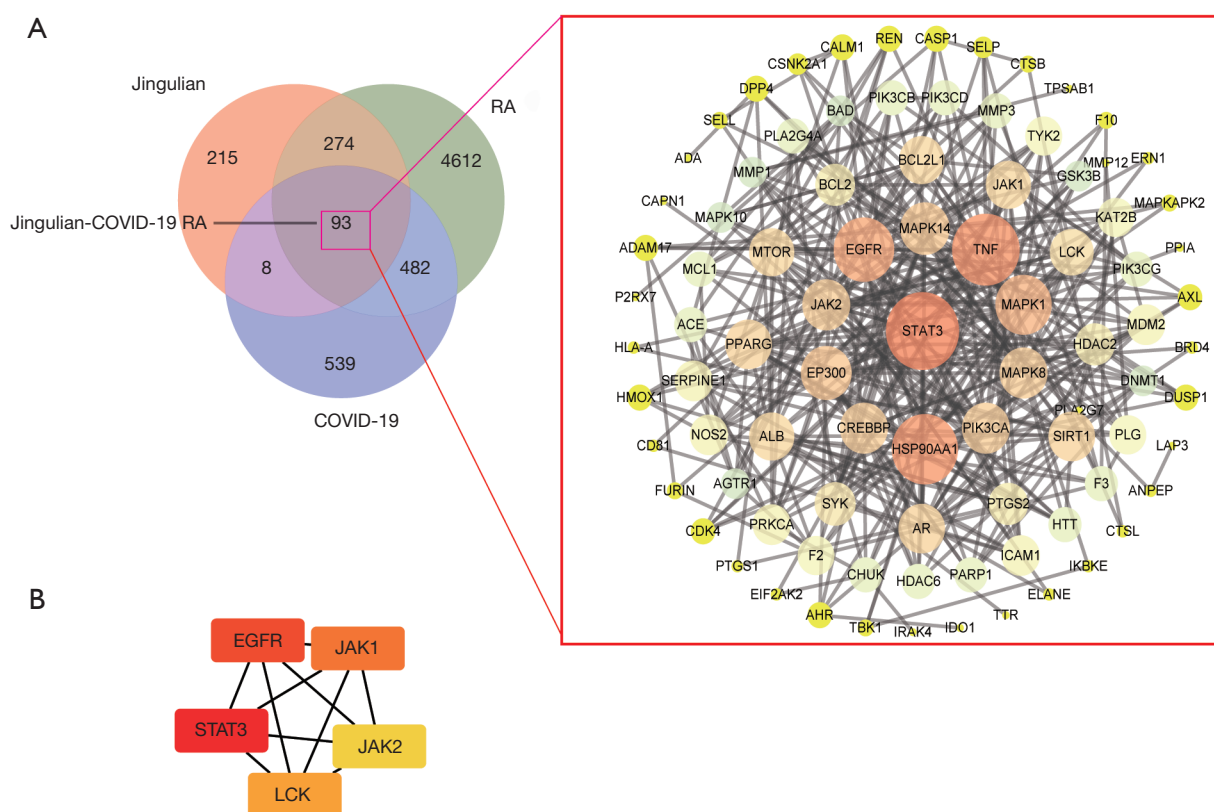 A
Jingulian
RA
215
274
4612
Jingulian-COVID-19 RA
93
8
482
539
COVID-19
REN
CASP1
CALM1
SELP
CSNK2A1
CTSB
DPP4
PIK3CB
PIK3CD
TPSAB1
BAD
MMP3
SELL
PLA2G4A
TYK2
F10
ADA
BCL2L1
MMP12
ERN1
MMP1
BCL2
JAK1
GSK3B
CAPN1
MAPK10
MAPK14
KAT2B
MAPKAPK2
ADAM17
MTOR
EGFR
TNF
LCK
PPIA
MCL1
PIK3CG
P2RX7
JAK2
MAPK1
AXL
ACE
STAT3
MDM2
HLA-A
PPARG
HDAC2
BRD4
SERPINE1
EP300
MAPK8
DNMT1
HMOX1
PLA2G7
DUSP1
CD81
NOS2
ALB
CREBBP
PIK3CA
SIRT1
PLG
LAP3
HSP90AA1
FURIN
AGTR1
F3
ANPEP
SYK
PTGS2
CDK4
PRKCA
AR
HTT
CTSL
PTGS1
F2
ICAM1
IKBKE
EIF2AK2
CHUK
HDAC6
PARP1
ELANE
AHR
TBK1
IRAK4
IDO1
TTR
B
EGFR
JAK1
STAT3
JAK2
LCK